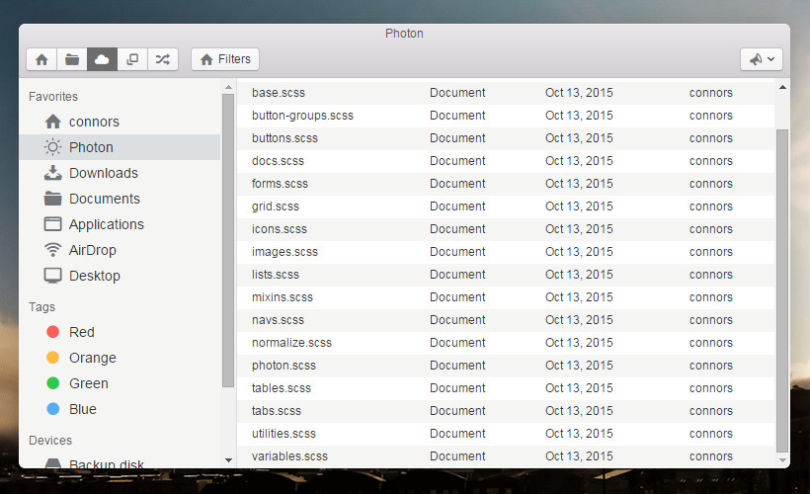 Photon
Filters
Favorites
connors
Photon
Downloads
Documents
Applications
AirDrop
Desktop
Tags
Red
Orange
Green
Blue
Devices
Backup disk
base.scss Document Oct 13, 2015 connors
button-groups.scss Document Oct 13, 2015 connors
buttons.scss Document Oct 13, 2015 connors
docs.scss Document Oct 13, 2015 connors
forms.scss Document Oct 13, 2015 connors
grid.scss Document Oct 13, 2015 connors
icons.scss Document Oct 13, 2015 connors
images.scss Document Oct 13, 2015 connors
lists.scss Document Oct 13, 2015 connors
mixins.scss Document Oct 13, 2015 connors
navs.scss Document Oct 13, 2015 connors
normalize.scss Document Oct 13, 2015 connors
photon.scss Document Oct 13, 2015 connors
tables.scss Document Oct 13, 2015 connors
tabs.scss Document Oct 13, 2015 connors
utilities.scss Document Oct 13, 2015 connors
variables.scss Document Oct 13, 2015 connors